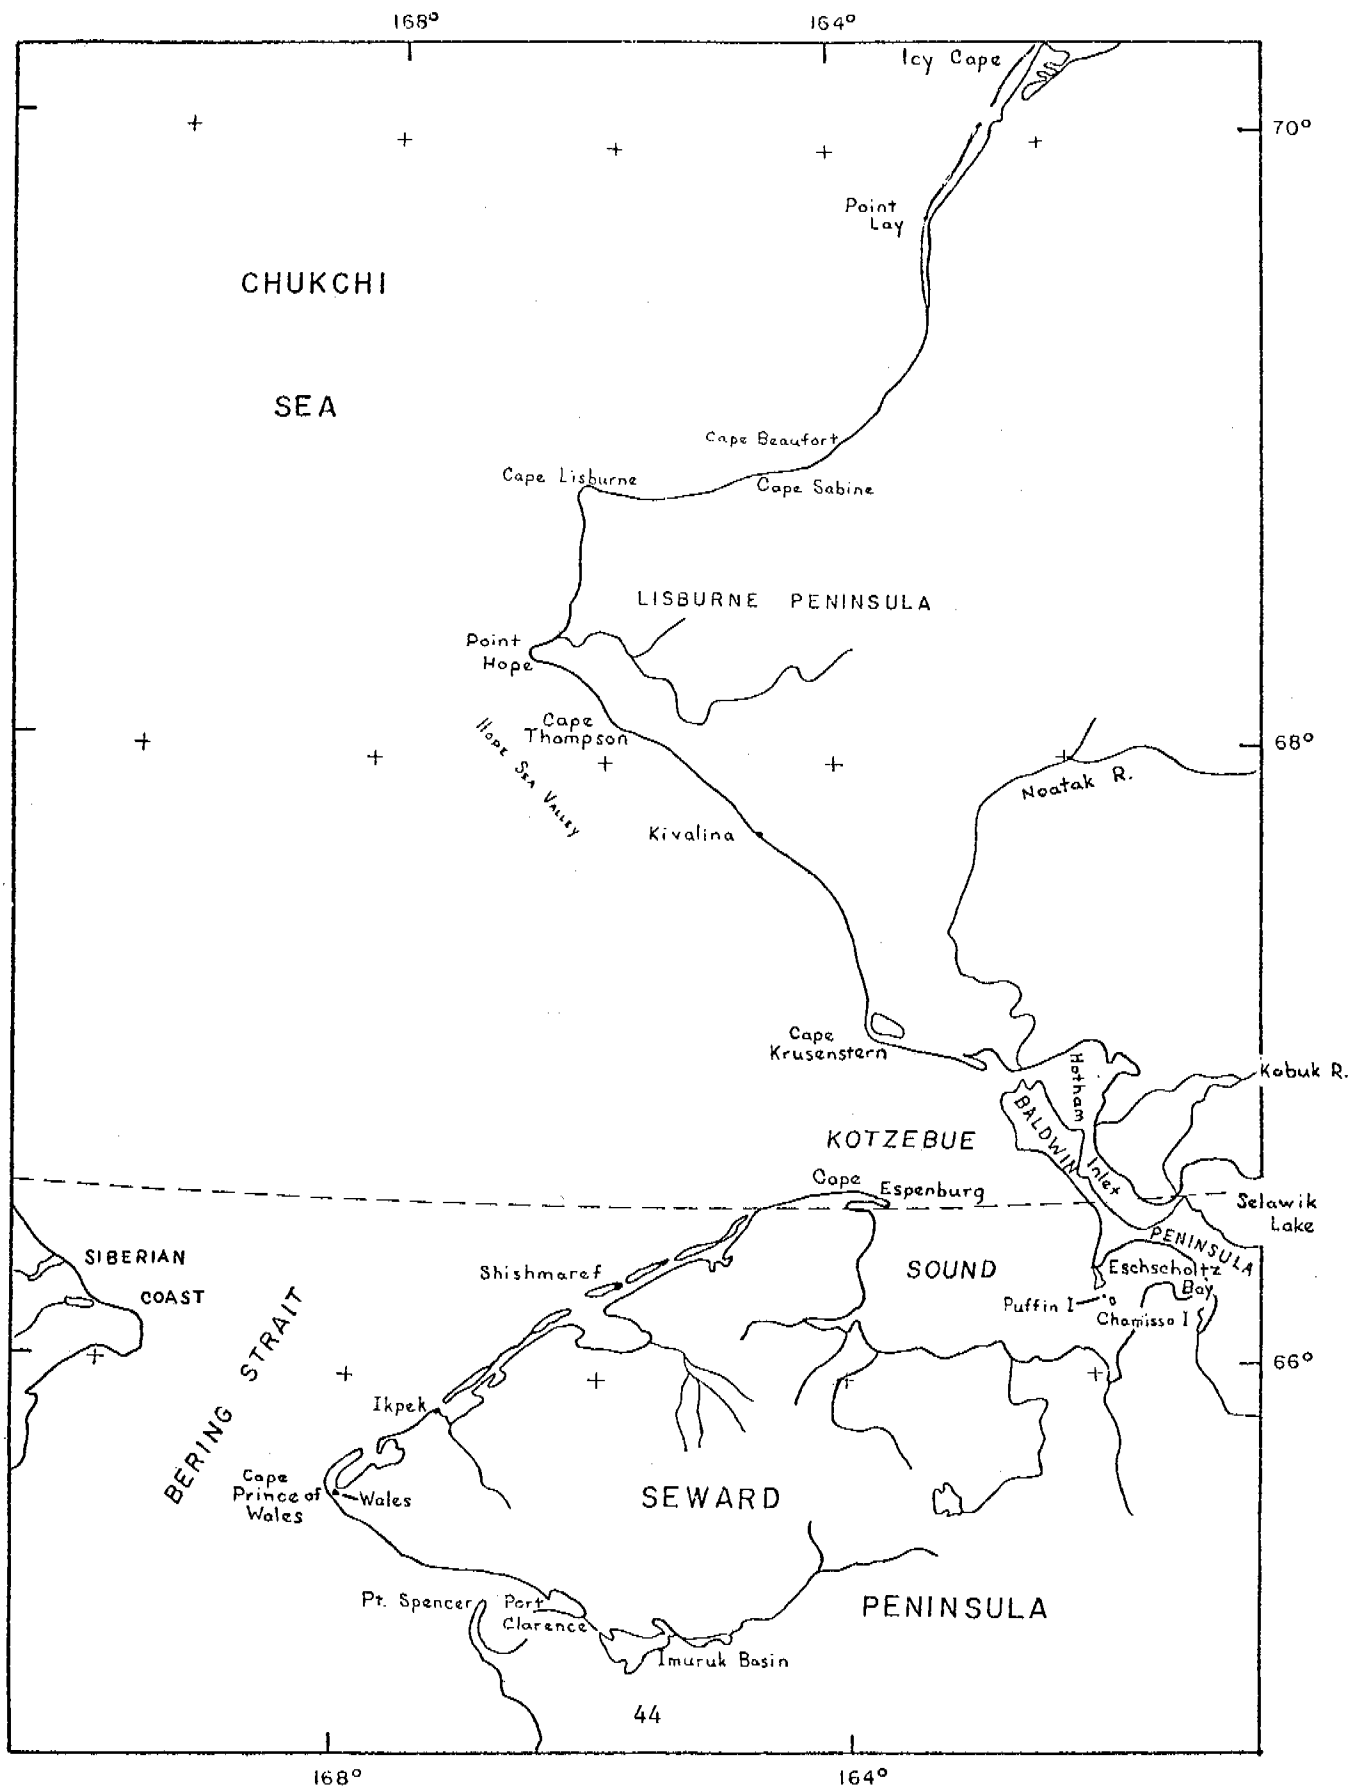 168°
164°
Icy Cape
70°
Point
Lay
CHUKCHI
SEA
Cape Beaufort
Cape Lisburne
Cape Sabine
LISBURNE PENINSULA
Point
Hope
Cape
Thompson
HOPE SEA VALLEY
68°
Noatak R.
Kivalina
Cape
Krusenstern
Hotham
Inlet
Kobuk R.
BALDWIN
PENINSULA
KOTZEBUE
SOUND
Cape
Espenburg
Selawik
Lake
SIBERIAN
COAST
Shishmaref
Eschscholtz
Bay
Puffin I
Chamisso I
BERING STRAIT
66°
Ikpek
Cape
Prince of
Wales
Wales
SEWARD
PENINSULA
Pt. Spencer
Port
Clarence
Imuruk Basin
44
168°
164°